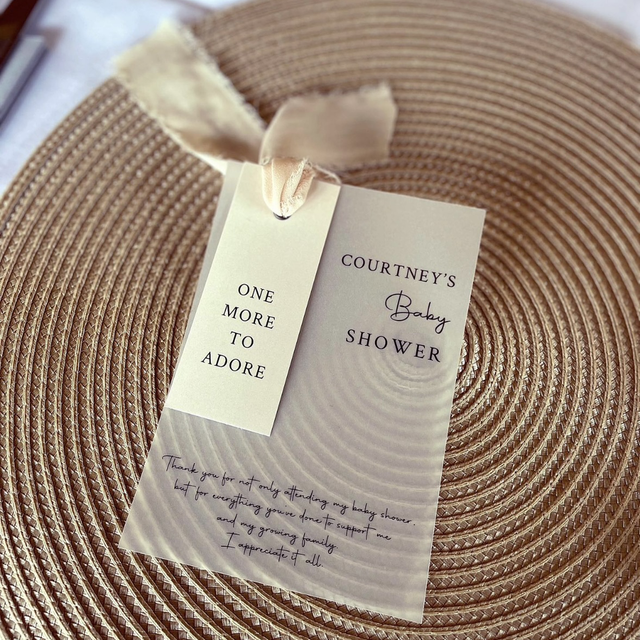 ONE
MORE
TO
ADORE
COURTNEY'S
Baby
SHOWER
Thank you for not only attending my baby shower,
but for everything you've done to support me
and my growing family.
I appreciate it all.